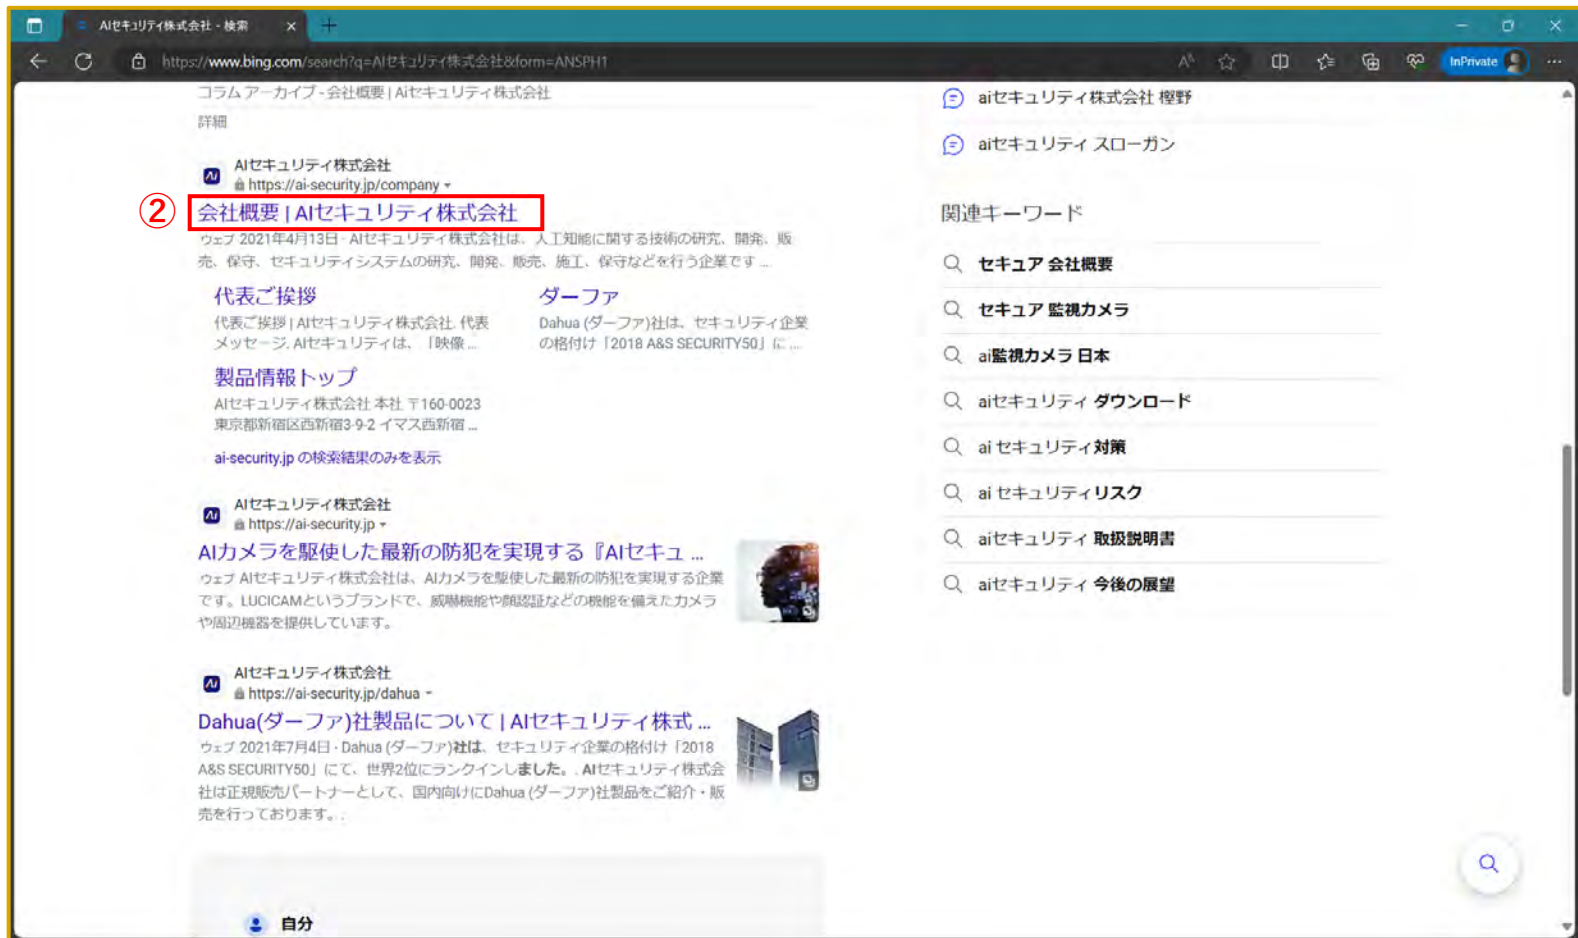 AIセキュリティ株式会社 - 検索
https://www.bing.com/search?q=AIセキュリティ株式会社&form=ANSPH1
InPrivate
コラム アーカイブ - 会社概要 | AIセキュリティ株式会社
詳細
AIセキュリティ株式会社
https://ai-security.jp/company
②
会社概要 | AIセキュリティ株式会社
ウェブ 2021年4月13日 · AIセキュリティ株式会社は、人工知能に関する技術の研究、開発、販
売、保守、セキュリティシステムの研究、開発、販売、施工、保守などを行う企業です ...
代表ご挨拶
代表ご挨拶 | AIセキュリティ株式会社. 代表
メッセージ. AIセキュリティは、「映像 ...
ダーファ
Dahua (ダーファ)社は、セキュリティ企業
の格付け「2018 A&S SECURITY50」に ...
製品情報トップ
AIセキュリティ株式会社 本社 〒160-0023
東京都新宿区西新宿3-9-2 イマス西新宿 ...
ai-security.jp の検索結果のみを表示
AIセキュリティ株式会社
https://ai-security.jp
AIカメラを駆使した最新の防犯を実現する『AIセキュ ...
ウェブ AIセキュリティ株式会社は、AIカメラを駆使した最新の防犯を実現する企業
です。LUCICAMというブランドで、威嚇機能や顔認証などの機能を備えたカメラ
や周辺機器を提供しています。
AIセキュリティ株式会社
https://ai-security.jp/dahua
Dahua(ダーファ)社製品について | AIセキュリティ株式 ...
ウェブ 2021年7月4日 · Dahua (ダーファ)社は、セキュリティ企業の格付け「2018
A&S SECURITY50」にて、世界2位にランクインしました。. AIセキュリティ株式会
社は正規販売パートナーとして、国内向けにDahua (ダーファ)社製品をご紹介・販
売を行っております。.
自分
aiセキュリティ株式会社 樫野
aiセキュリティ スローガン
関連キーワード
セキュア 会社概要
セキュア 監視カメラ
ai監視カメラ 日本
aiセキュリティ ダウンロード
ai セキュリティ対策
ai セキュリティリスク
aiセキュリティ 取扱説明書
aiセキュリティ 今後の展望